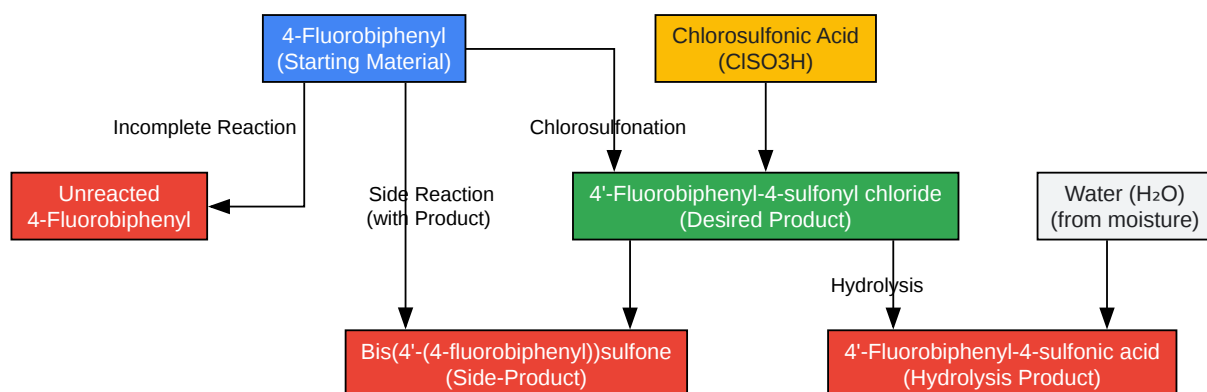 4-Fluorobiphenyl
(Starting Material)
Chlorosulfonic Acid
(ClSO3H)
Incomplete Reaction
Chlorosulfonation
Unreacted
4-Fluorobiphenyl
Side Reaction
(with Product)
4'-Fluorobiphenyl-4-sulfonyl chloride
(Desired Product)
Water (H₂O)
(from moisture)
Hydrolysis
Bis(4'-(4-fluorobiphenyl))sulfone
(Side-Product)
4'-Fluorobiphenyl-4-sulfonic acid
(Hydrolysis Product)